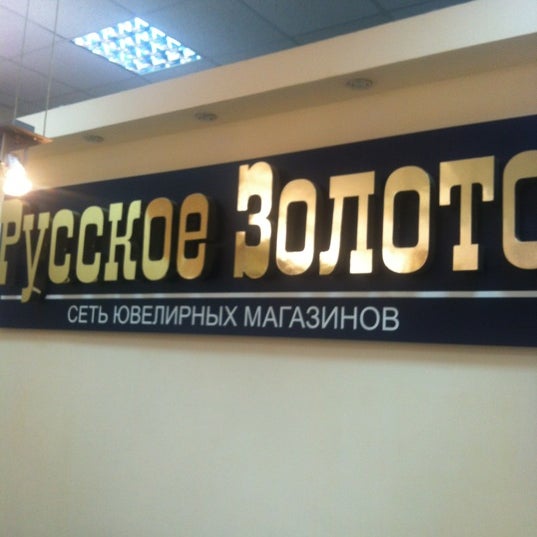 Русское Золото
СЕТЬ ЮВЕЛИРНЫХ МАГАЗИНОВ